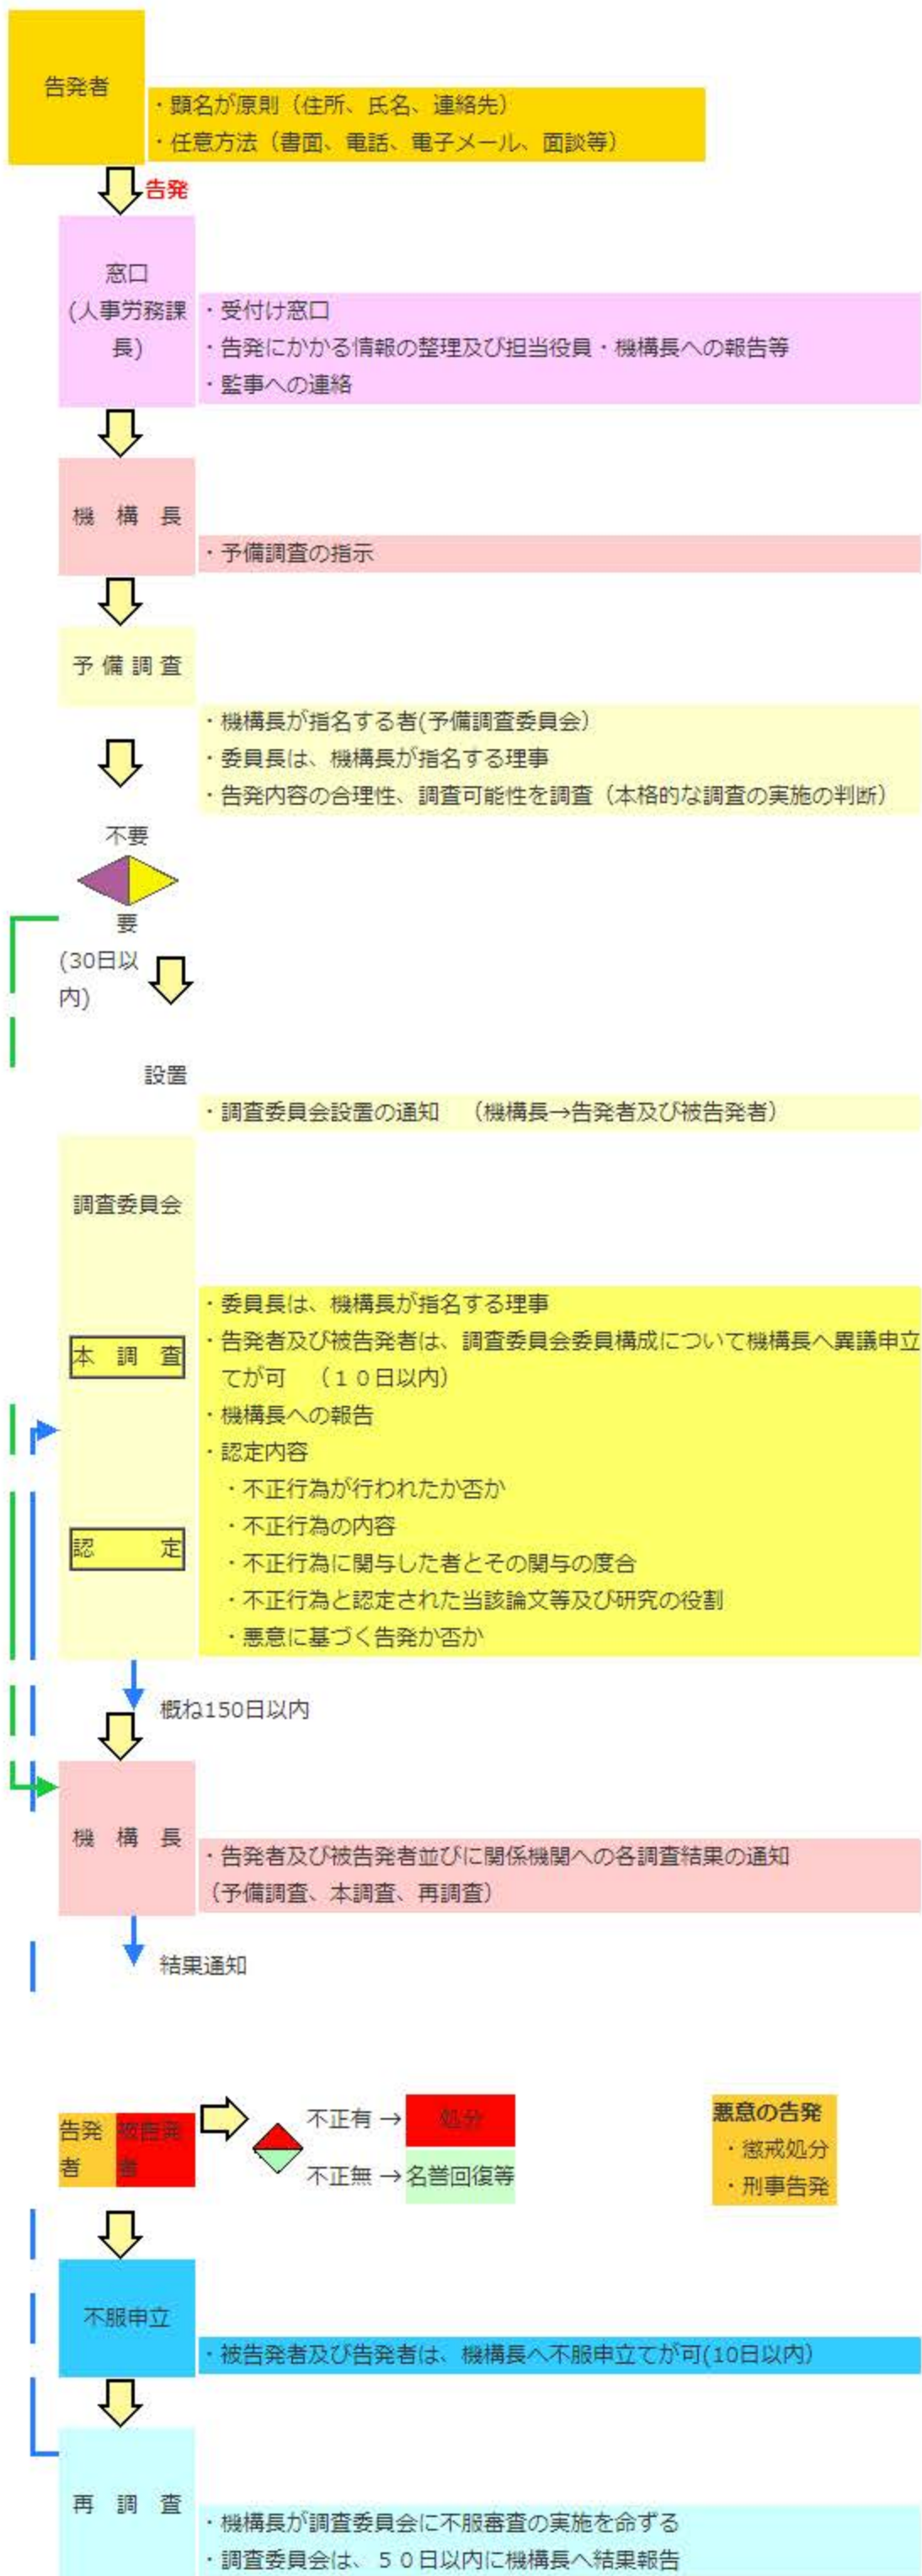 告発者
・顕名が原則（住所、氏名、連絡先）
・任意方法（書面、電話、電子メール、面談等）
告発
窓口
(人事労務課
長)
・受付け窓口
・告発にかかる情報の整理及び担当役員・機構長への報告等
・監事への連絡
機　構　長
・予備調査の指示
予 備 調 査
・機構長が指名する者(予備調査委員会）
・委員長は、機構長が指名する理事
・告発内容の合理性、調査可能性を調査（本格的な調査の実施の判断）
不要
要
(30日以
内)
設置
・調査委員会設置の通知　（機構長→告発者及び被告発者）
調査委員会
・委員長は、機構長が指名する理事
・告発者及び被告発者は、調査委員会委員構成について機構長へ異議申立
てが可　（１０日以内）
本　調　査
・機構長への報告
・認定内容
・不正行為が行われたか否か
・不正行為の内容
認　　　定
・不正行為に関与した者とその関与の度合
・不正行為と認定された当該論文等及び研究の役割
・悪意に基づく告発か否か
概ね150日以内
機　構　長
・告発者及び被告発者並びに関係機関への各調査結果の通知
（予備調査、本調査、再調査）
結果通知
告発
者
被告発
者
不正有 → 処分
不正無 → 名誉回復等
悪意の告発
・懲戒処分
・刑事告発
不服申立
・被告発者及び告発者は、機構長へ不服申立てが可(10日以内）
再　調　査
・機構長が調査委員会に不服審査の実施を命ずる
・調査委員会は、５０日以内に機構長へ結果報告